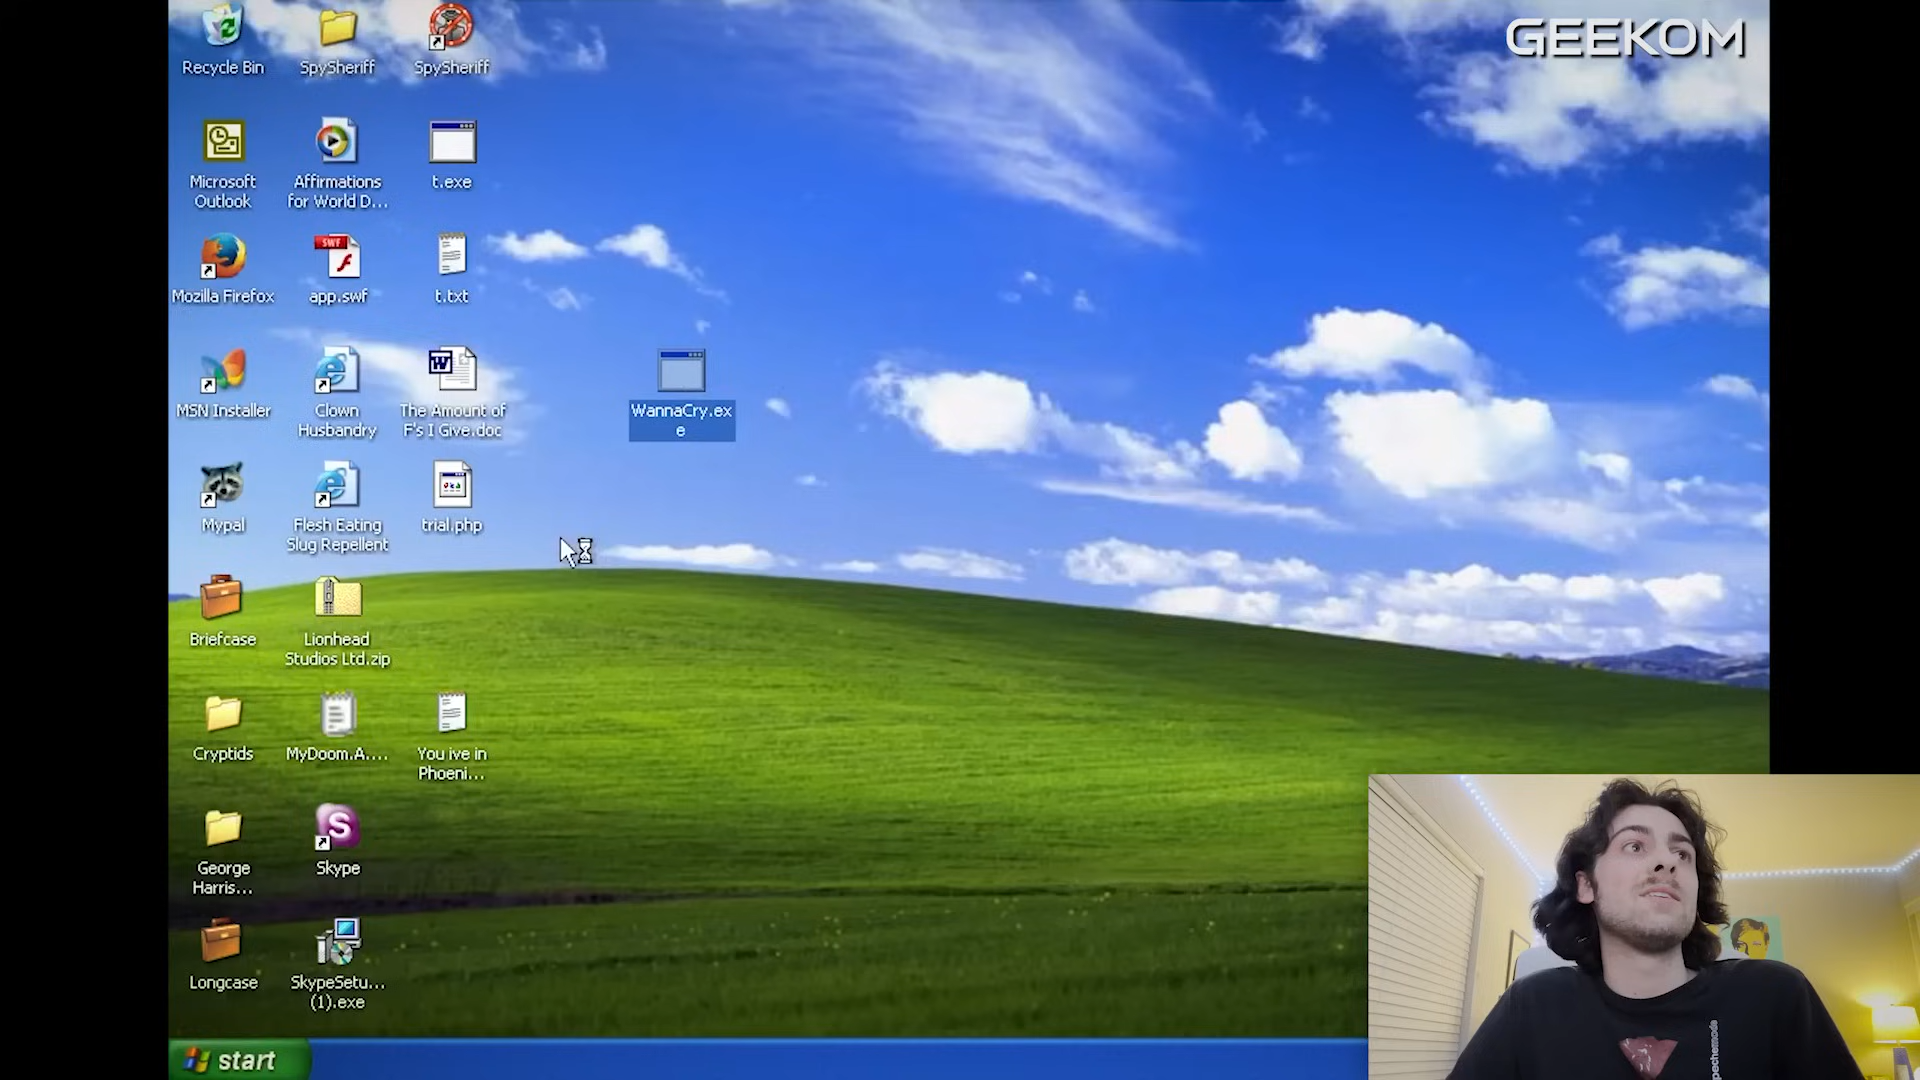 GEEKOM
Recycle Bin
SpySheriff
SpySheriff
Microsoft
Outlook
Affirmations
for World D...
t.exe
Mozilla Firefox
SWF
app.swf
t.txt
MSN Installer
Clown
Husbandry
W
The Amount of
F's I Give.doc
WannaCry.ex
e
Mypal
Flesh Eating
Slug Repellent
trial.php
Briefcase
Lionhead
Studios Ltd.zip
Cryptids
MyDoom.A....
You ive in
Phoeni...
George
Harris...
S
Skype
Longcase
SkypeSetu...
(1).exe
start